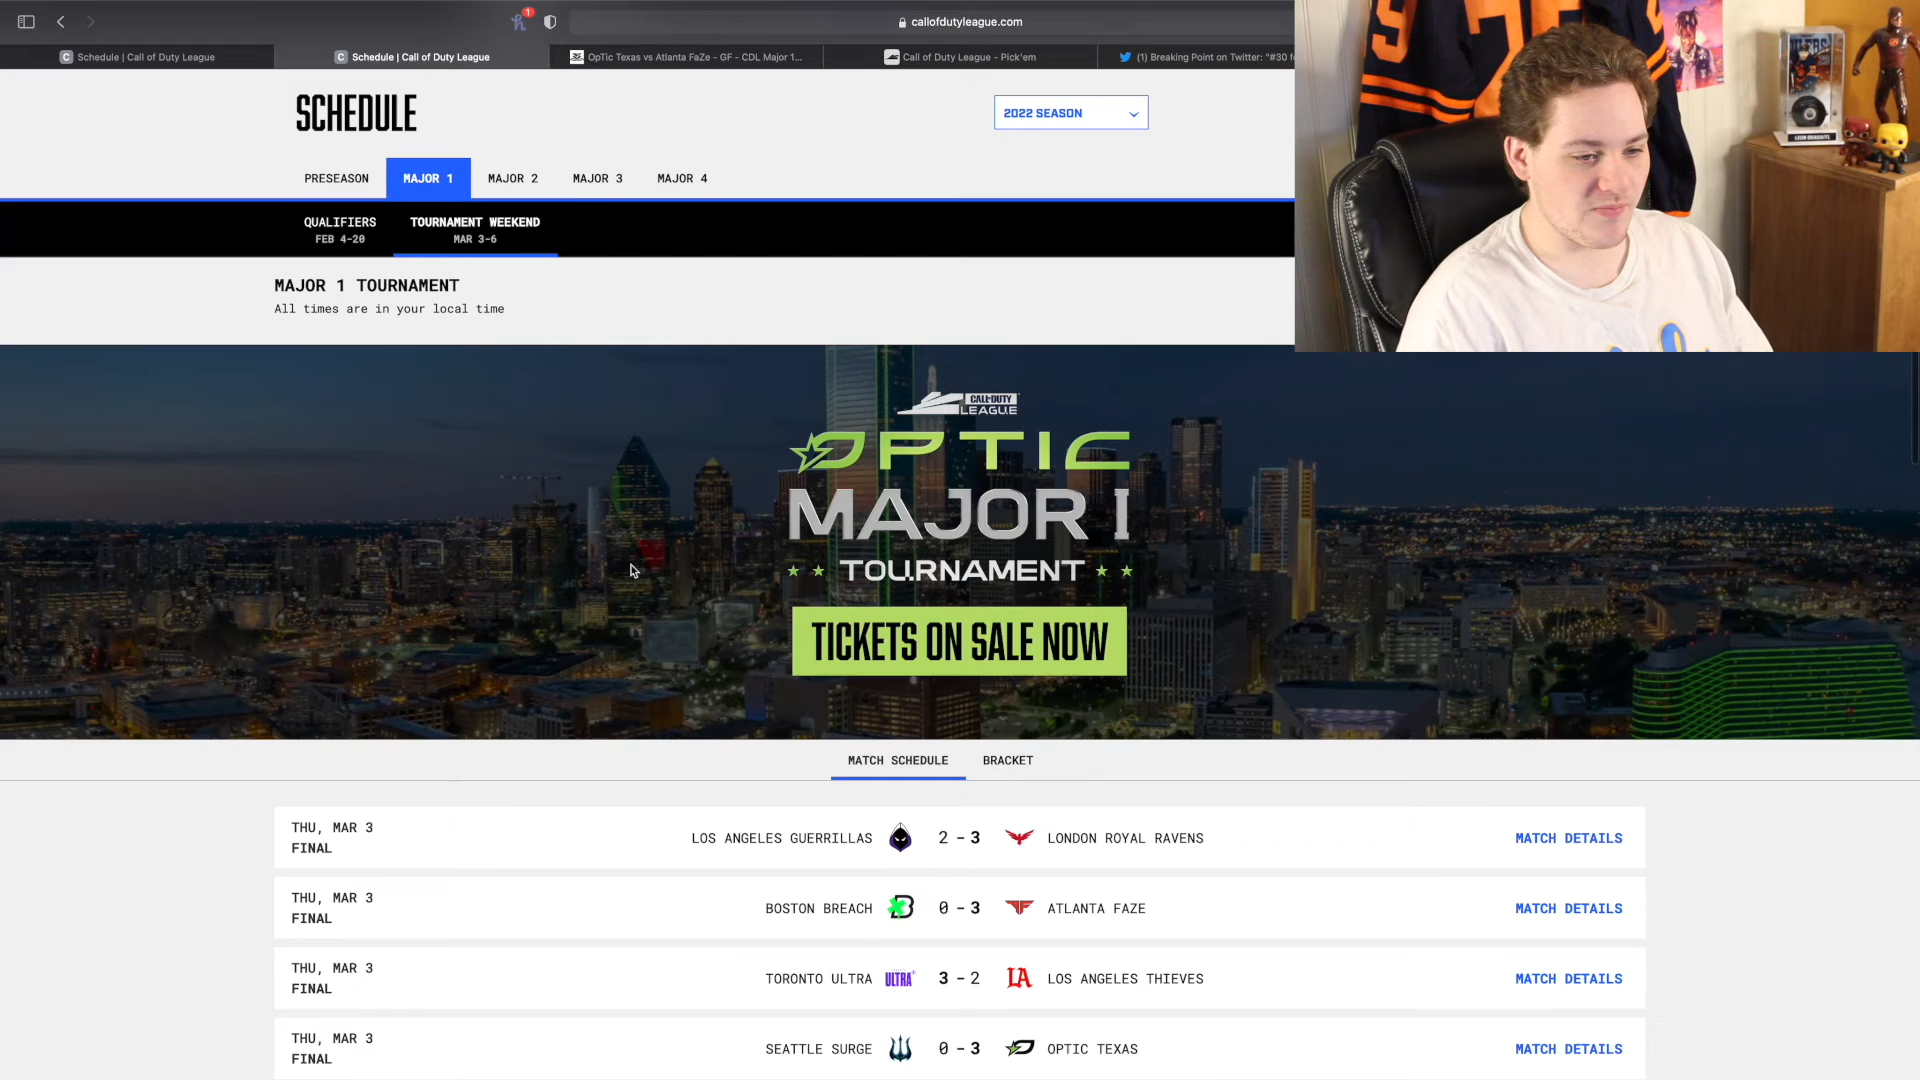 1
callofdutyleague.com
Schedule | Call of Duty League
Schedule | Call of Duty League
OpTic Texas vs Atlanta FaZe - GF - CDL Major 1...
Call of Duty League - Pick'em
(1) Breaking Point on Twitter: "#30 f
SCHEDULE
2022 SEASON
PRESEASON
MAJOR 1
MAJOR 2
MAJOR 3
MAJOR 4
QUALIFIERS
FEB 4-20
TOURNAMENT WEEKEND
MAR 3-6
MAJOR 1 TOURNAMENT
All times are in your local time
CALL OF DUTY
LEAGUE
OPTIC
MAJOR I
TOURNAMENT
TICKETS ON SALE NOW
MATCH SCHEDULE
BRACKET
THU, MAR 3
FINAL
LOS ANGELES GUERRILLAS 2 - 3 LONDON ROYAL RAVENS
MATCH DETAILS
THU, MAR 3
FINAL
BOSTON BREACH B 0 - 3 ATLANTA FAZE
MATCH DETAILS
THU, MAR 3
FINAL
TORONTO ULTRA ULTRA 3 - 2 LA LOS ANGELES THIEVES
MATCH DETAILS
THU, MAR 3
FINAL
SEATTLE SURGE 0 - 3 OPTIC TEXAS
MATCH DETAILS
LEON DRAISAITL